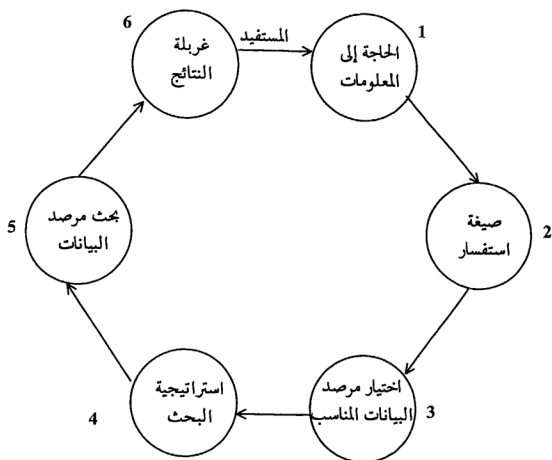 1
الحاجة إلى
المعلومات
2
صيغة
استفسار
3
اختيار مرصد
البيانات المناسب
4
استراتيجية
البحث
5
بحث مرصد
البيانات
6
غربلة
النتائج
المستفيد